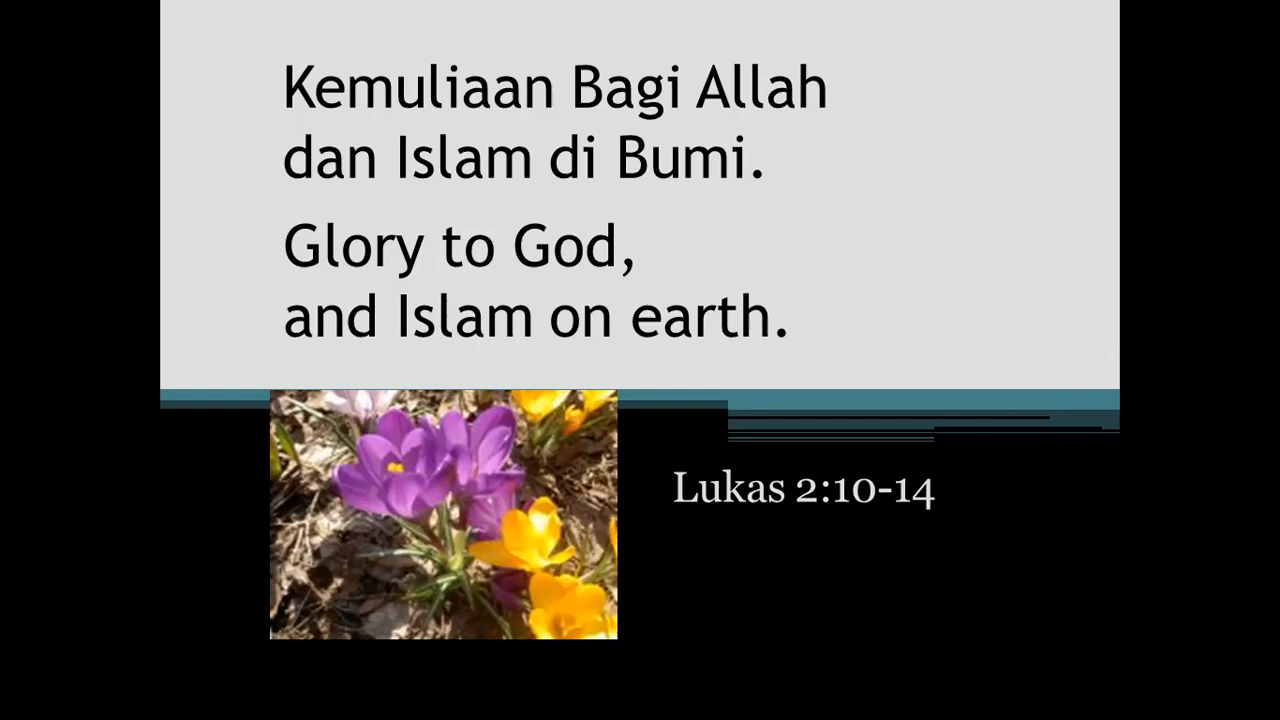 Kemuliaan Bagi Allah
dan Islam di Bumi.
Glory to God,
and Islam on earth.
Lukas 2:10-14